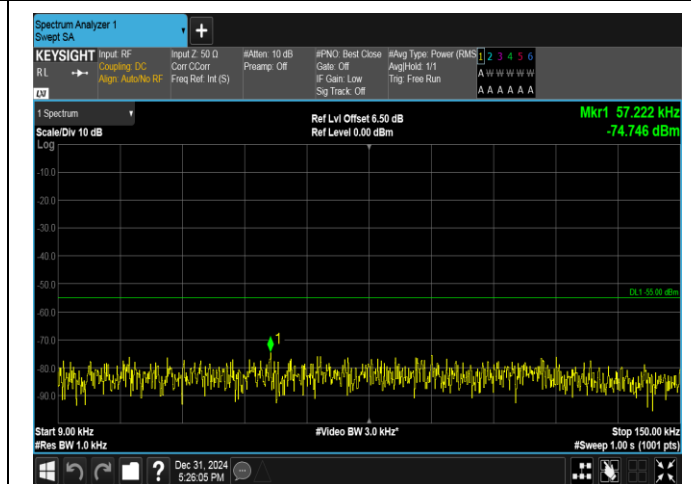 Spectrum Analyzer 1
Swept SA
+
KEYSIGHT
RL
LXI
Input: RF
Coupling: DC
Align: Auto/No RF
Input Z: 50 Ω
Corr CCorr
Freq Ref: Int (S)
#Atten: 10 dB
Preamp: Off
#PNO: Best Close
Gate: Off
IF Gain: Low
Sig Track: Off
#Avg Type: Power (RMS
Avg|Hold: 1/1
Trig: Free Run
1 2 3 4 5 6
A W W W W W
A A A A A A
1 Spectrum
Scale/Div 10 dB
Log
Ref Lvl Offset 6.50 dB
Ref Level 0.00 dBm
Mkr1 57.222 kHz
-74.746 dBm
-10.0
-20.0
-30.0
-40.0
-50.0
DL1 -55.00 dBm
-60.0
-70.0
1
-80.0
-90.0
Start 9.00 kHz
#Res BW 1.0 kHz
#Video BW 3.0 kHz*
Stop 150.00 kHz
#Sweep 1.00 s (1001 pts)
?
Dec 31, 2024
5:26:05 PM